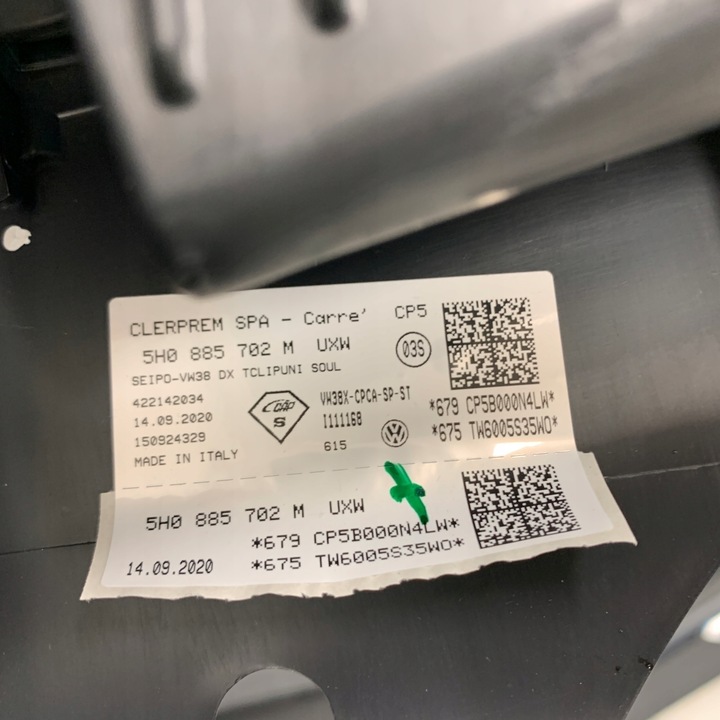 CLERPREM SPA - Carre' CP5
5H0 885 702 M UXW 03S
SEIPO-VW38 DX TCLIPUNI SOUL
422142034 VW38X-CPCA-SP-ST
14.09.2020 1111168
150924329 615
MADE IN ITALY
*679 CP5B000N4LW*
*675 TW6005S35WO*
5H0 885 702 M UXW
*679 CP5B000N4LW*
14.09.2020 *675 TW6005S35WO*